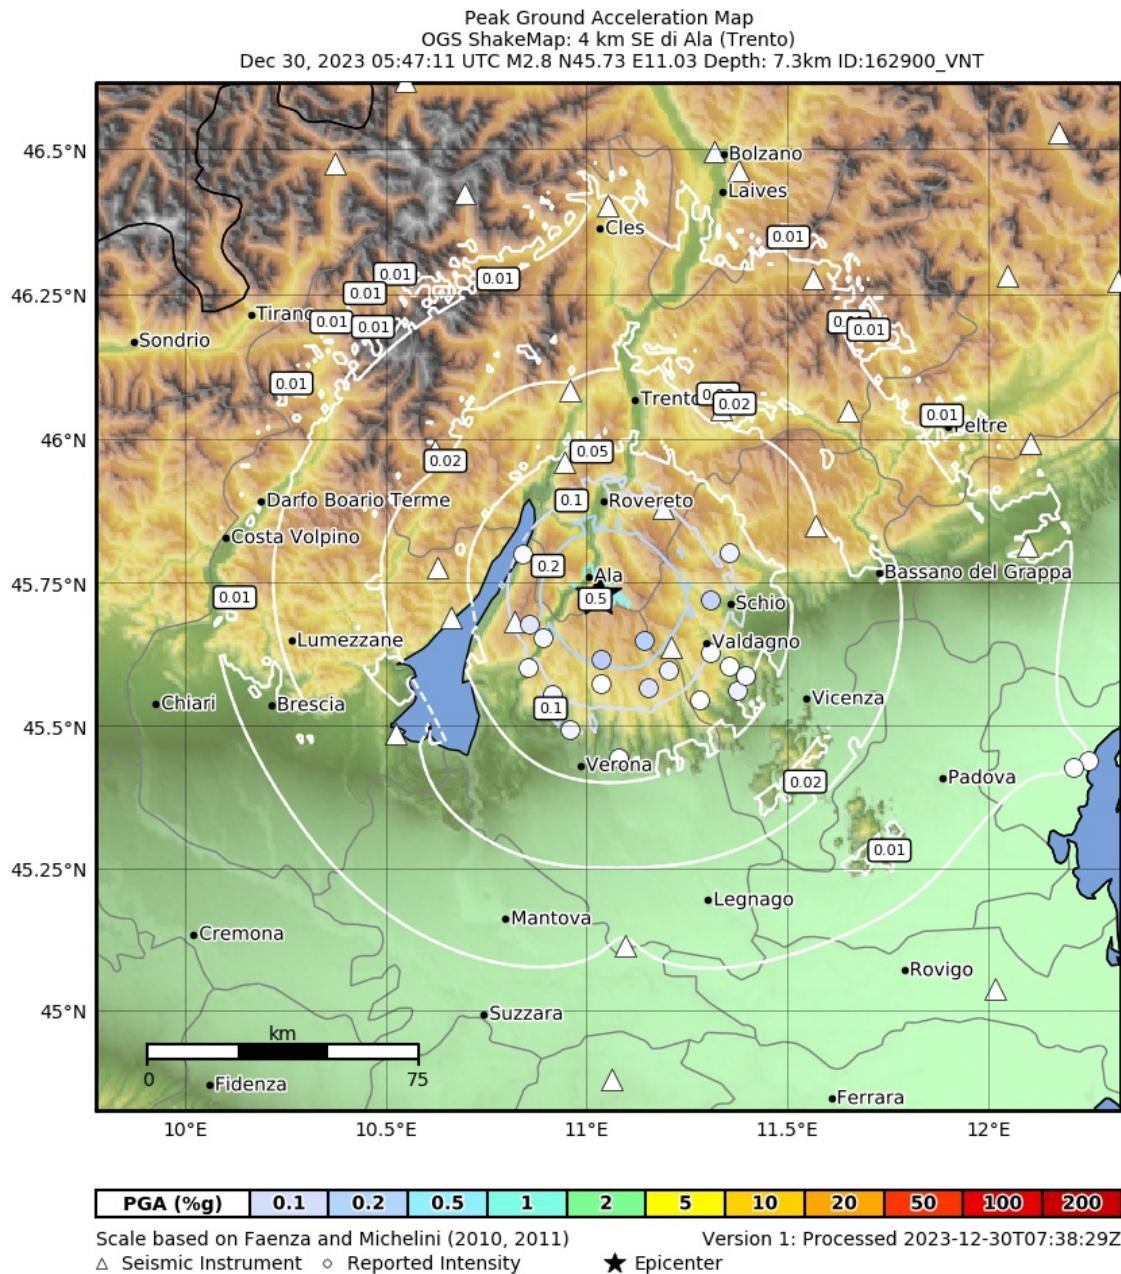 Peak Ground Acceleration Map
OGS ShakeMap: 4 km SE di Ala (Trento)
Dec 30, 2023 05:47:11 UTC M2.8 N45.73 E11.03 Depth: 7.3km ID:162900_VNT
46.5°N
Bolzano
Laives
Cles
0.01
0.01
0.01
0.01
46.25°N
Tirano
0.01
0.01
0.01
Sondrio
0.01
Trento
0.02
0.01
Feltre
46°N
0.05
0.02
Darfo Boario Terme
0.1
Rovereto
Costa Volpino
0.2
Ala
Bassano del Grappa
45.75°N
0.01
0.5
Schio
Lumezzane
Valdagno
Chiari
Brescia
0.1
Vicenza
45.5°N
Verona
0.02
Padova
45.25°N
0.01
Legnago
Mantova
Cremona
Rovigo
45°N
Suzzara
km
0
75
Fidenza
Ferrara
10°E
10.5°E
11°E
11.5°E
12°E
PGA (%g) 0.1 0.2 0.5 1 2 5 10 20 50 100 200
Scale based on Faenza and Michelini (2010, 2011)
Version 1: Processed 2023-12-30T07:38:29Z
Seismic Instrument
Reported Intensity
Epicenter